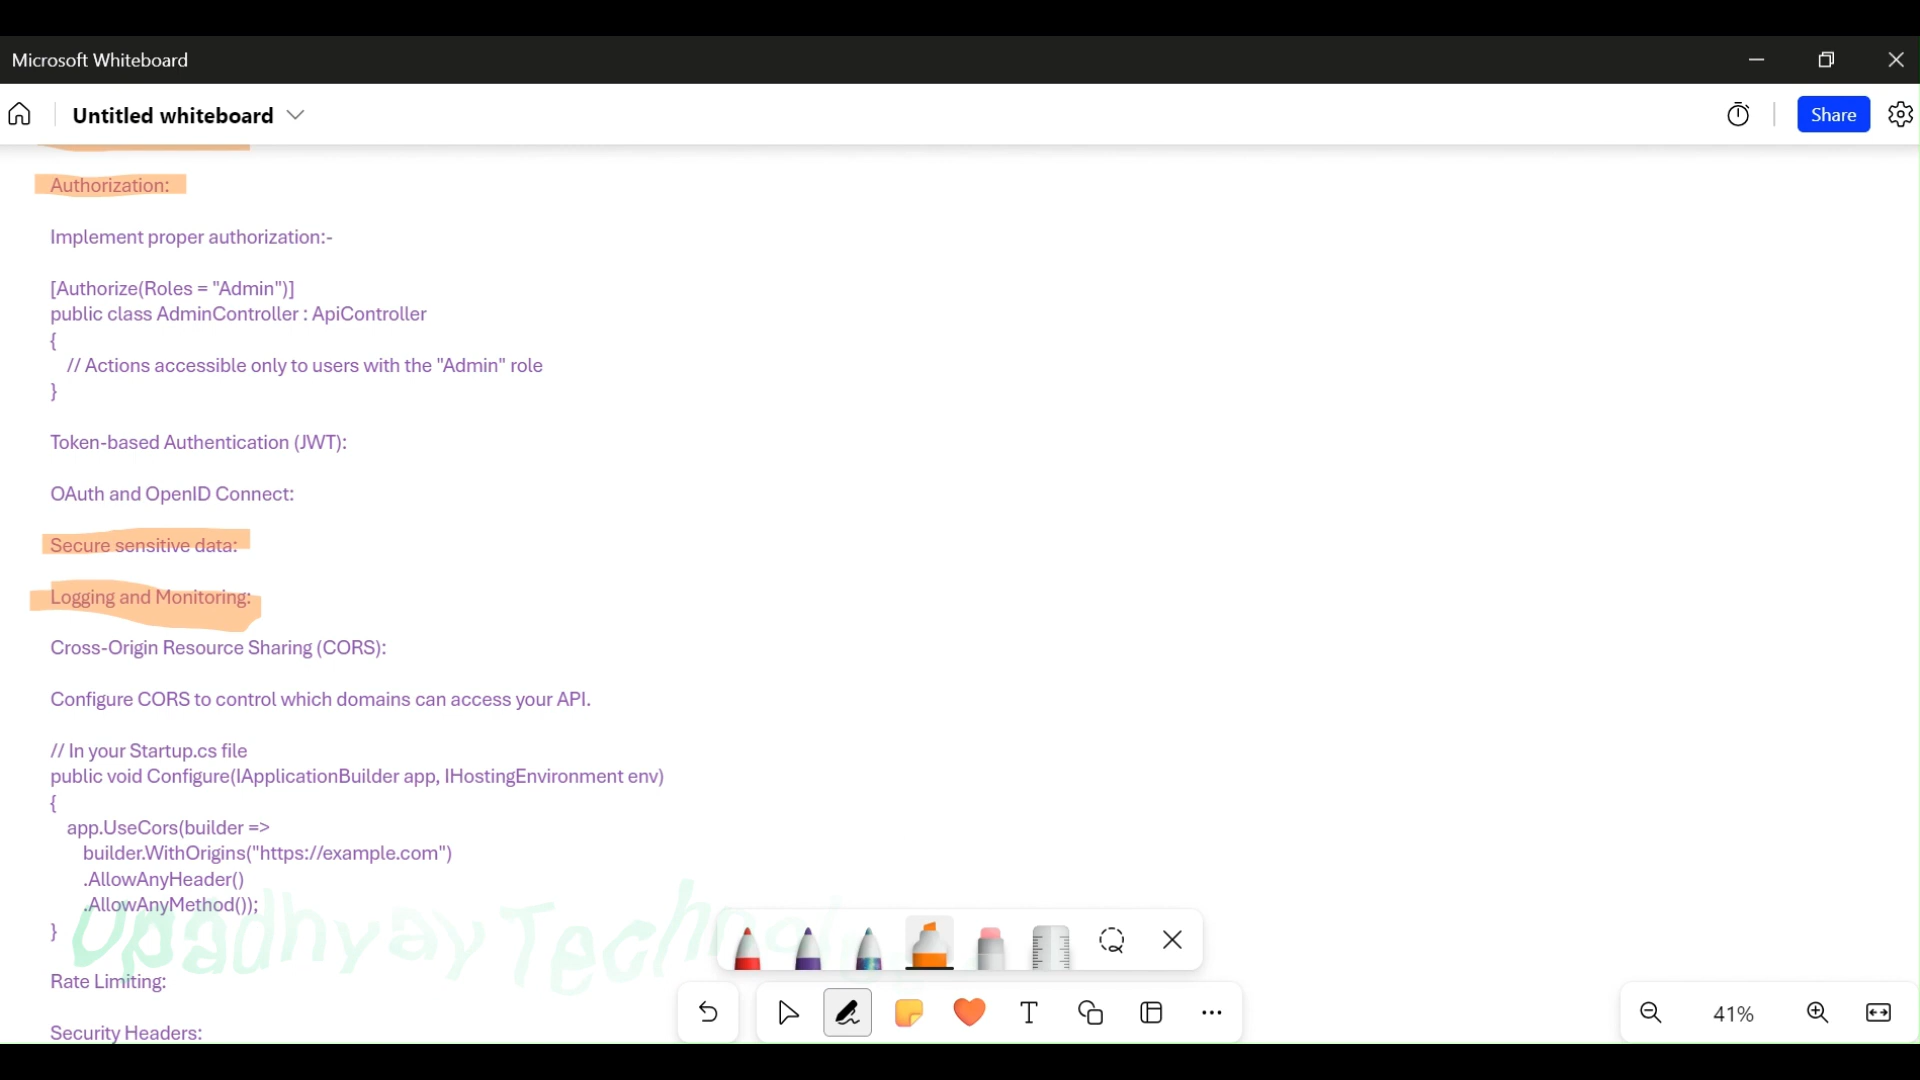 Microsoft Whiteboard
Untitled whiteboard
Share
Authorization:
Implement proper authorization:-
[Authorize(Roles = "Admin")]
public class AdminController : ApiController
{
// Actions accessible only to users with the "Admin" role
}
Token-based Authentication (JWT):
OAuth and OpenID Connect:
Secure sensitive data:
Logging and Monitoring:
Cross-Origin Resource Sharing (CORS):
Configure CORS to control which domains can access your API.
// In your Startup.cs file
public void Configure(IApplicationBuilder app, IHostingEnvironment env)
{
app.UseCors(builder =>
builder.WithOrigins("https://example.com")
.AllowAnyHeader()
.AllowAnyMethod());
}
Upadhyay
Rate Limiting:
Security Headers:
41%